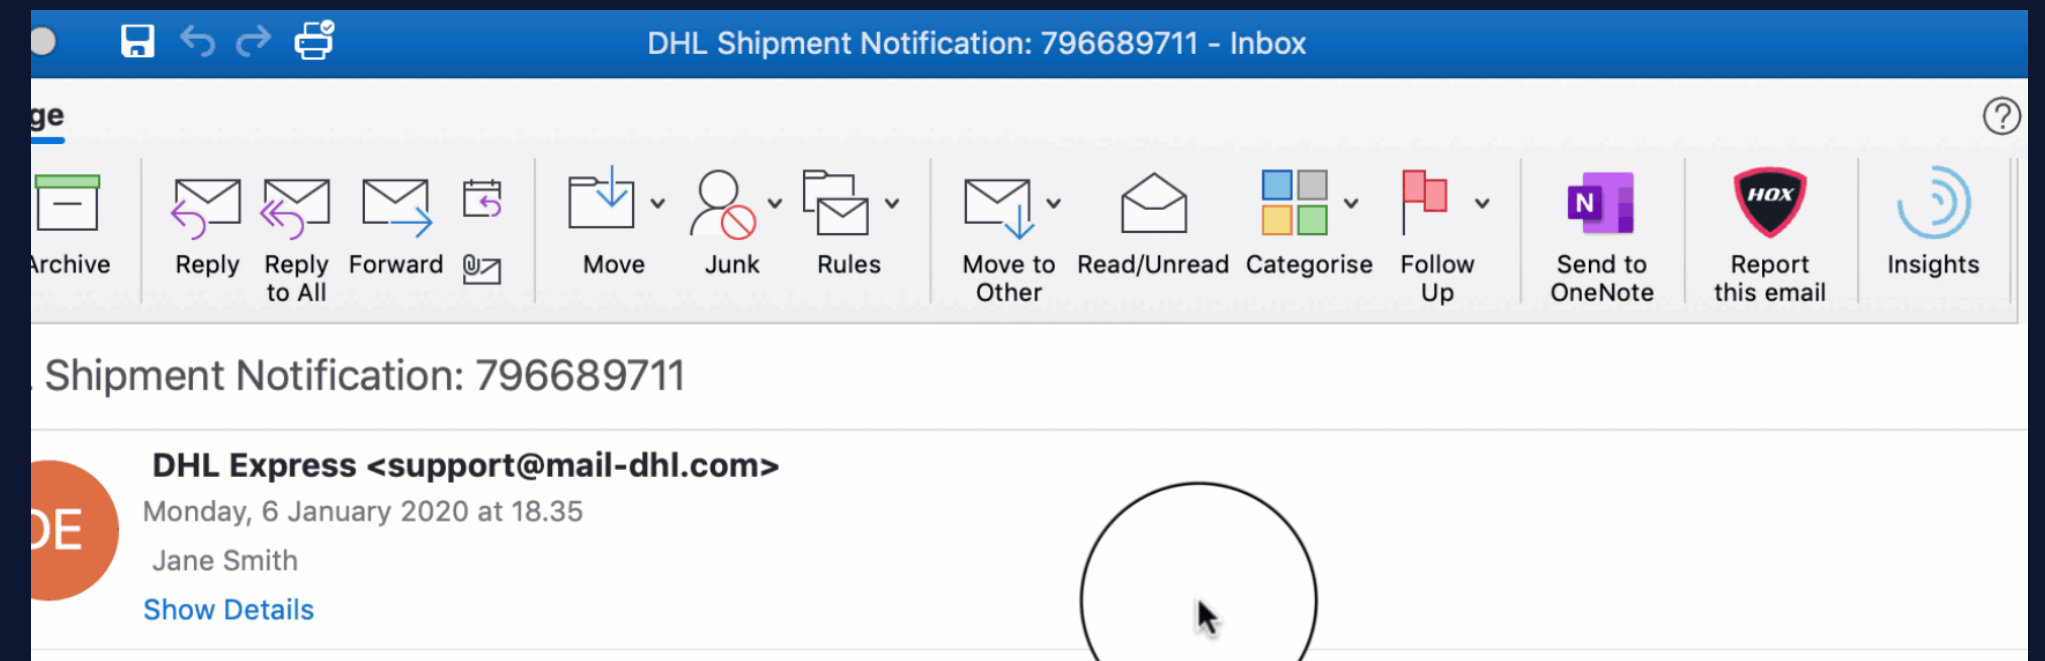 DHL Shipment Notification: 796689711 - Inbox
ge
?
Archive
Reply
Reply to All
Forward
Move
Junk
Rules
Move to Other
Read/Unread
Categorise
Follow Up
N
Send to OneNote
HOX
Report this email
Insights
Shipment Notification: 796689711
DHL Express <support@mail-dhl.com>
DE
Monday, 6 January 2020 at 18.35
Jane Smith
Show Details